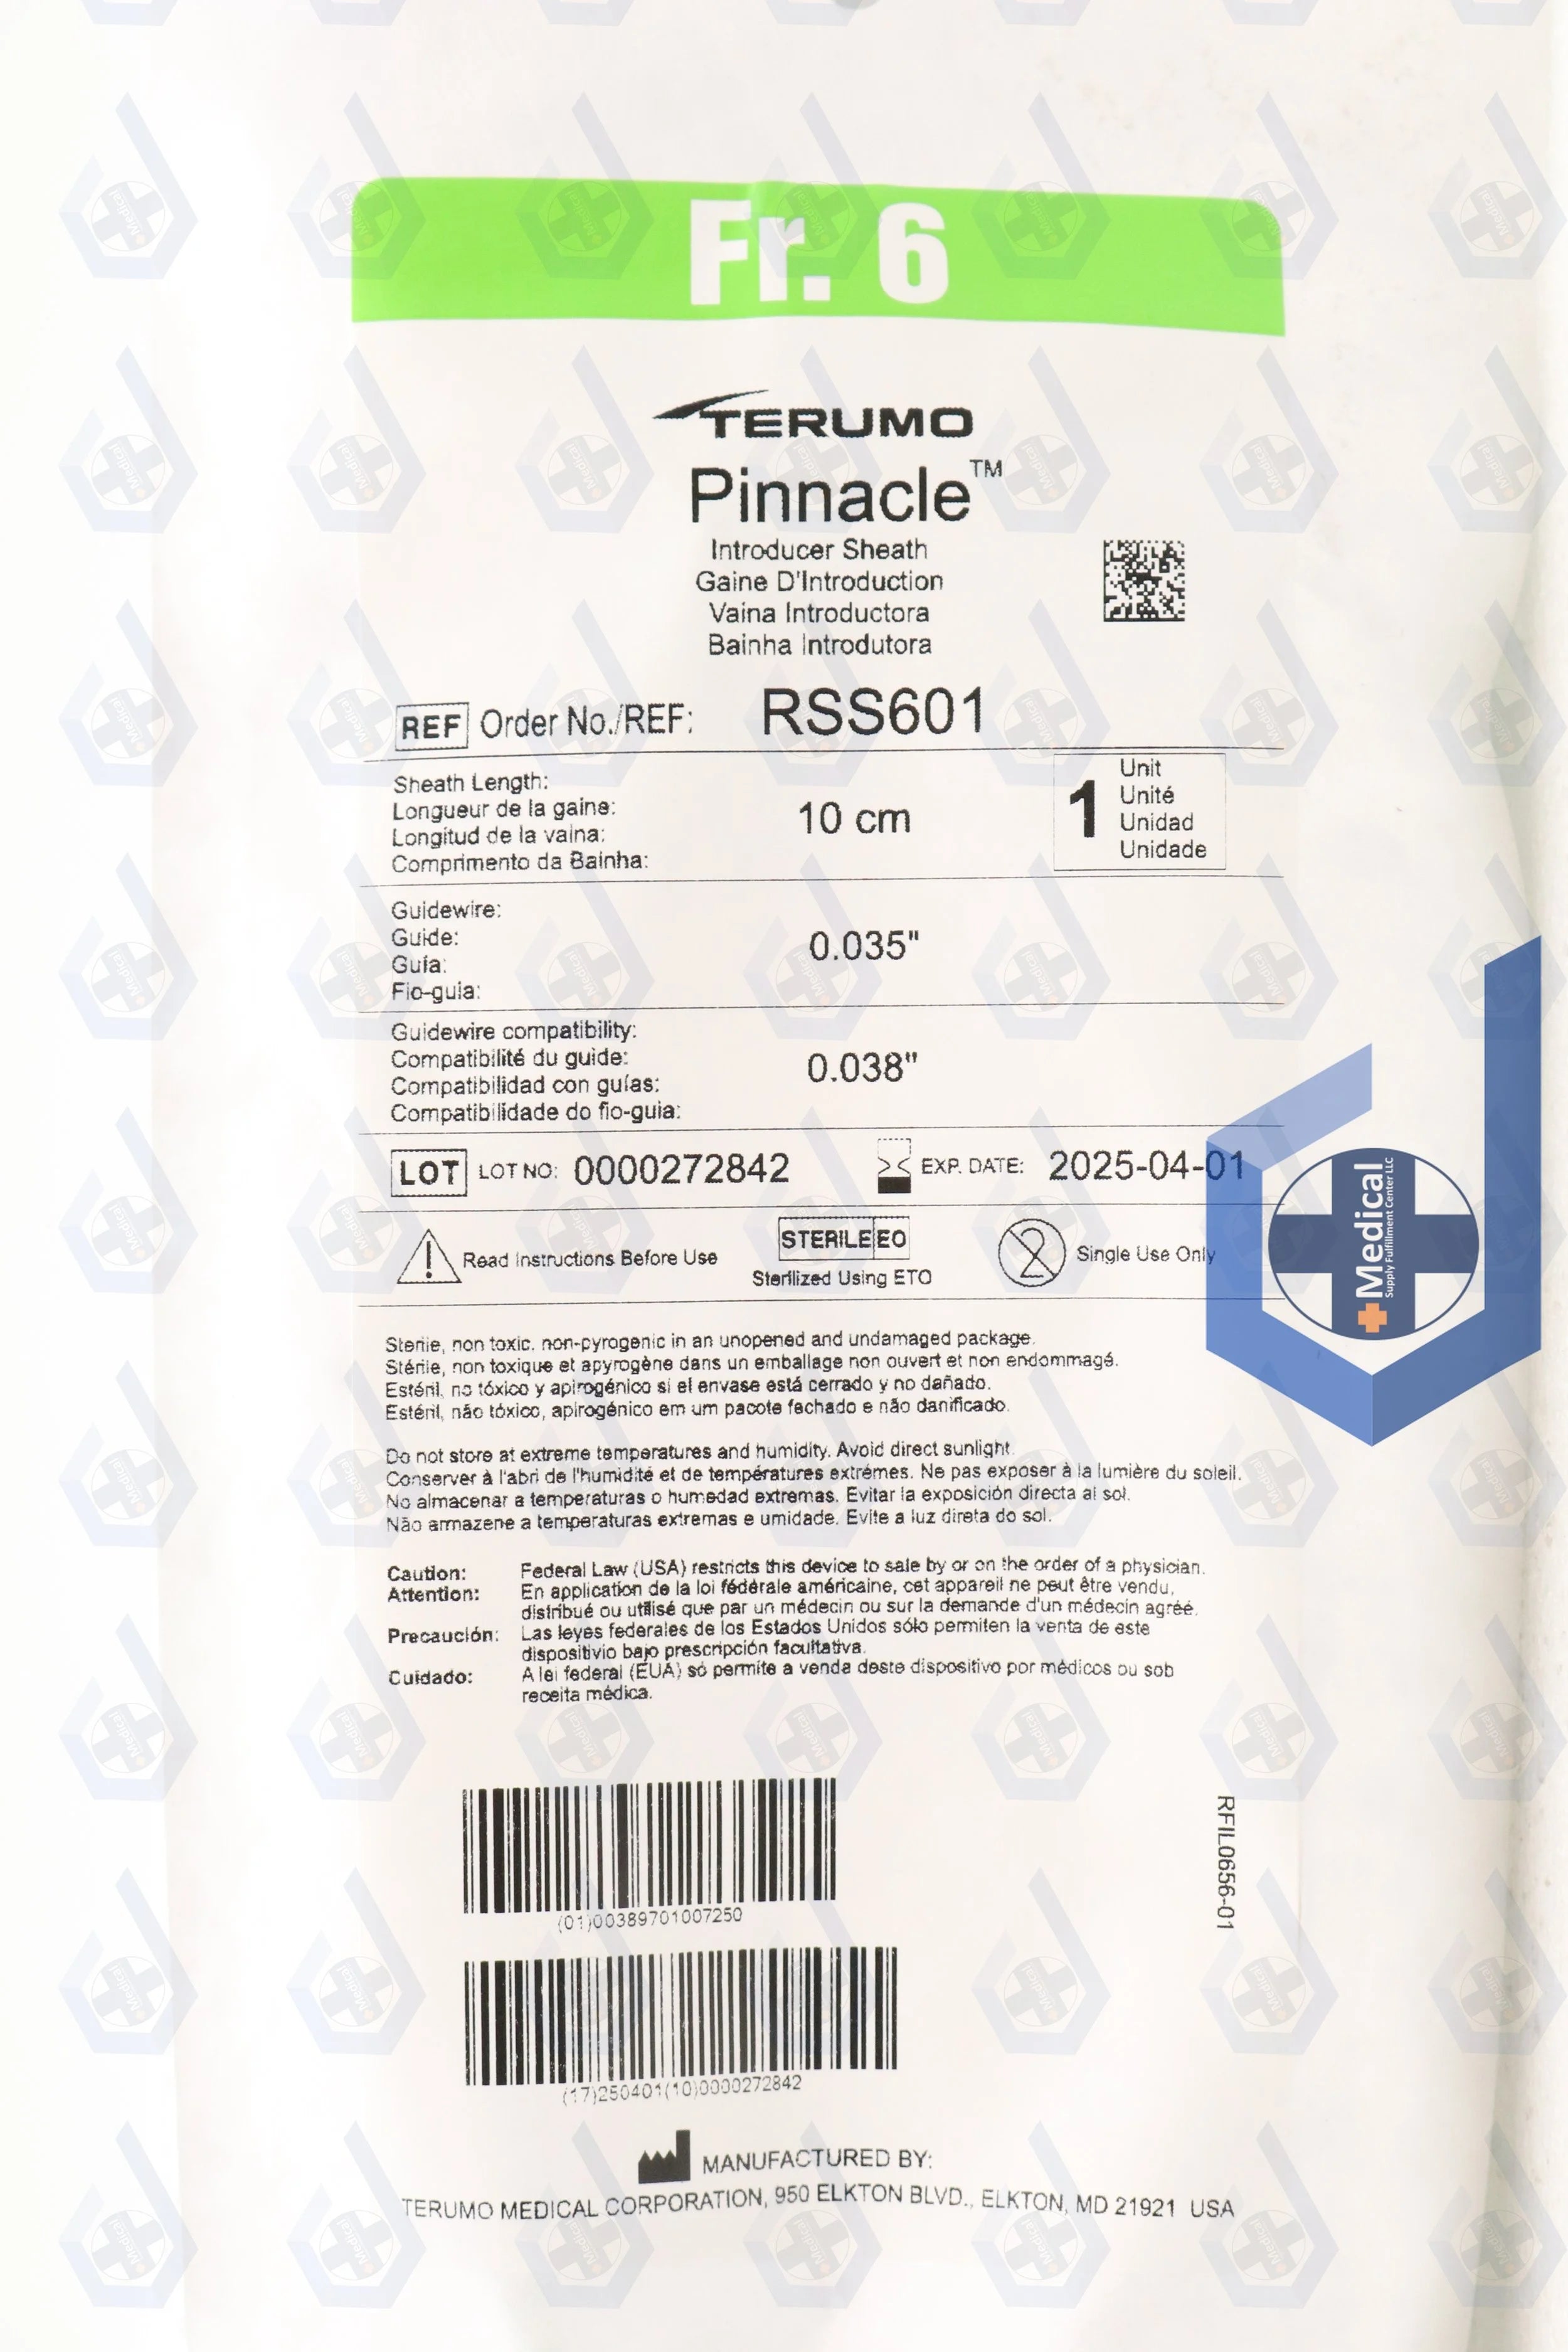 Fr. 6
TERUMO
Pinnacle™
Introducer Sheath
Gaine D'Introduction
Vaina Introductora
Bainha Introdutora
REF Order No./REF: RSS601
Sheath Length:
Longueur de la gaine:
Longitud de la vaina:
Comprimento da Bainha:
10 cm
1
Unit
Unité
Unidad
Unidade
Guidewire:
Guide:
Guía:
Fio-guia:
0.035"
Guidewire compatibility:
Compatibilité du guide:
Compatibilidad con guías:
Compatibilidade do fio-guia:
0.038"
LOT LOT NO: 0000272842 EXP. DATE: 2025-04-01
Read Instructions Before Use
STERILE EO
Sterilized Using ETO
2
Single Use Only
Medical
Supply Fulfillment Center LLC
Sterile, non toxic, non-pyrogenic in an unopened and undamaged package.
Stérile, non toxique et apyrogène dans un emballage non ouvert et non endommagé.
Estéril, no tóxico y apirogénico si el envase está cerrado y no dañado.
Estéril, não tóxico, apirogénico em um pacote fechado e não danificado.
Do not store at extreme temperatures and humidity. Avoid direct sunlight.
Conserver à l'abri de l'humidité et de températures extrémes. Ne pas exposer à la lumière du soleil.
No almacenar a temperaturas o humedad extremas. Evitar la exposición directa al sol.
Não armazene a temperaturas extremas e umidade. Evite a luz direta do sol.
Caution: Federal Law (USA) restricts this device to sale by or on the order of a physician.
Attention: En application de la loi fédérale américaine, cet appareil ne peut être vendu,
distribué ou utilisé que par un médecin ou sur la demande d'un médecin agréé.
Precaución: Las leyes federales de los Estados Unidos sólo permiten la venta de este
dispositivio bajo prescripción facultativa.
Cuidado: A lei federal (EUA) só permite a venda deste dispositivo por médicos ou sob
receita médica.
(01)00389701007250
RFIL0656-01
(17)250401(10)0000272842
MANUFACTURED BY:
TERUMO MEDICAL CORPORATION, 950 ELKTON BLVD., ELKTON, MD 21921 USA